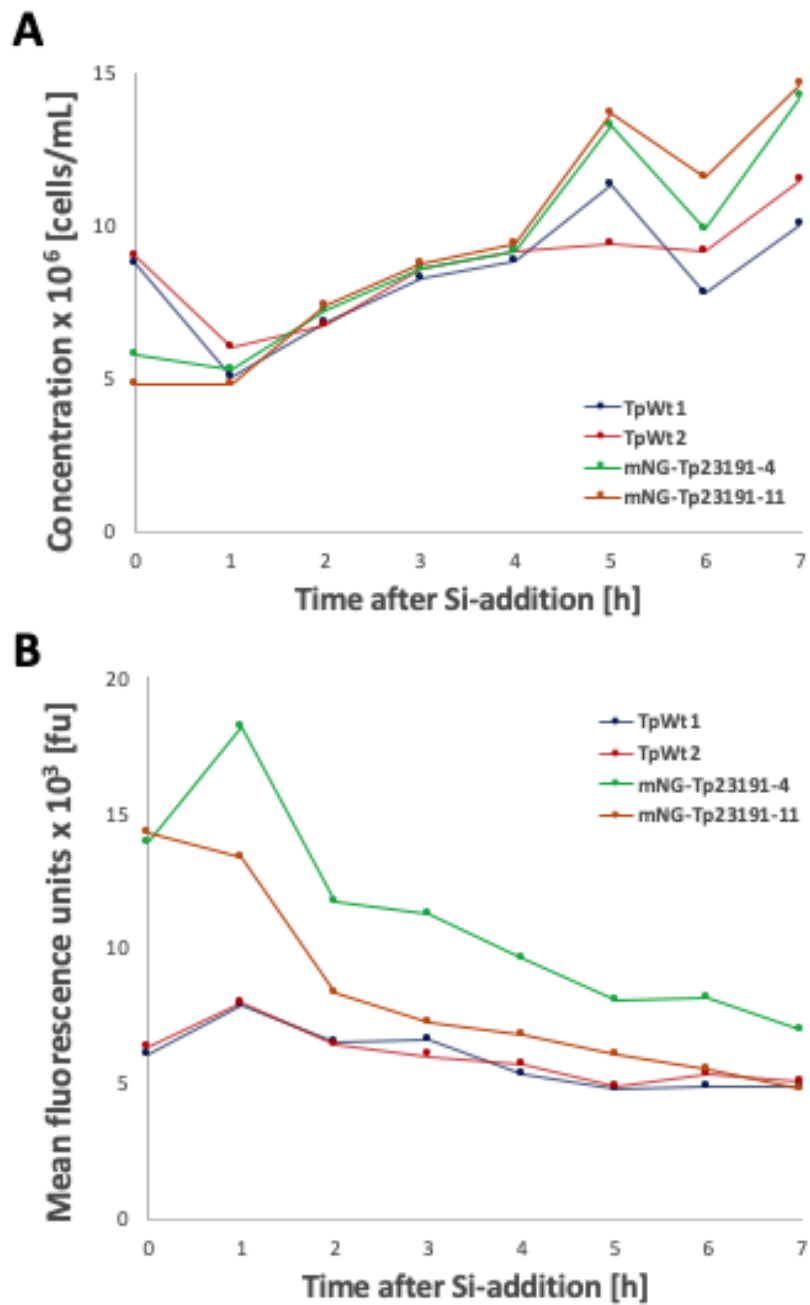 A
Concentration x 10⁶ [cells/mL]
15
10
5
0
TpWt1
TpWt2
mNG-Tp23191-4
mNG-Tp23191-11
0 1 2 3 4 5 6 7
Time after Si-addition [h]
B
Mean fluorescence units x 10³ [fu]
20
15
10
5
0
TpWt1
TpWt2
mNG-Tp23191-4
mNG-Tp23191-11
0 1 2 3 4 5 6 7
Time after Si-addition [h]